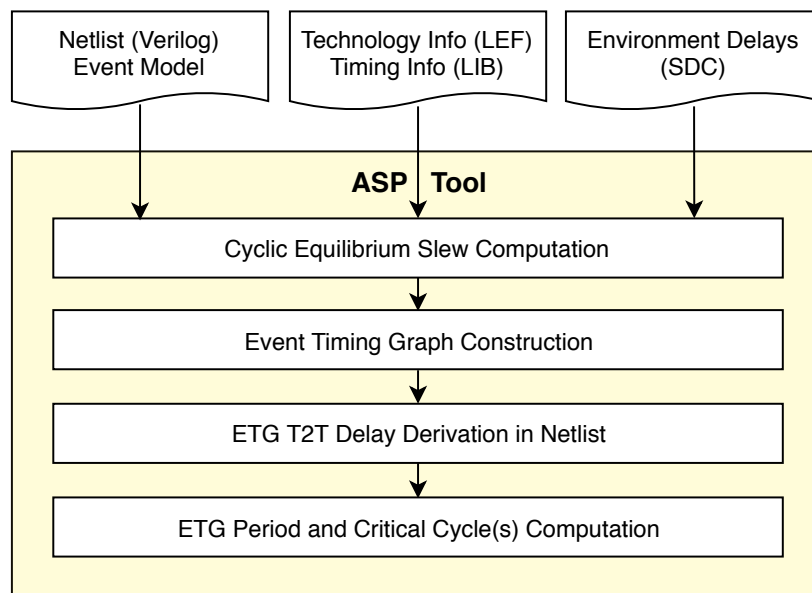 Netlist (Verilog)
Event Model
Technology Info (LEF)
Timing Info (LIB)
Environment Delays
(SDC)
ASP Tool
Cyclic Equilibrium Slew Computation
Event Timing Graph Construction
ETG T2T Delay Derivation in Netlist
ETG Period and Critical Cycle(s) Computation